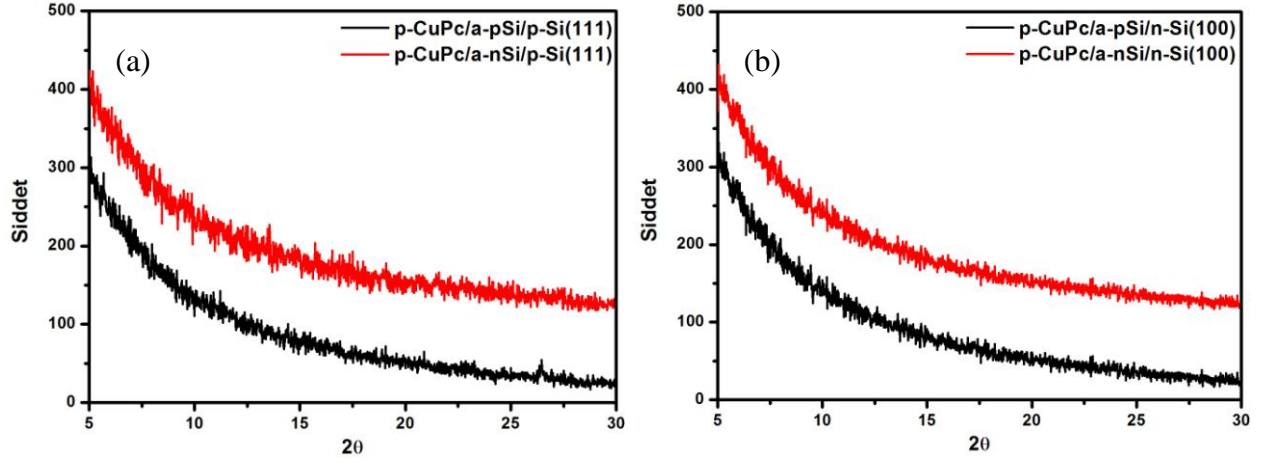 500
400
300
200
100
0
Siddet
(a)
p-CuPc/a-pSi/p-Si(111)
p-CuPc/a-nSi/p-Si(111)
5 10 15 20 25 30
2θ
500
400
300
200
100
0
Siddet
(b)
p-CuPc/a-pSi/n-Si(100)
p-CuPc/a-nSi/n-Si(100)
5 10 15 20 25 30
2θ